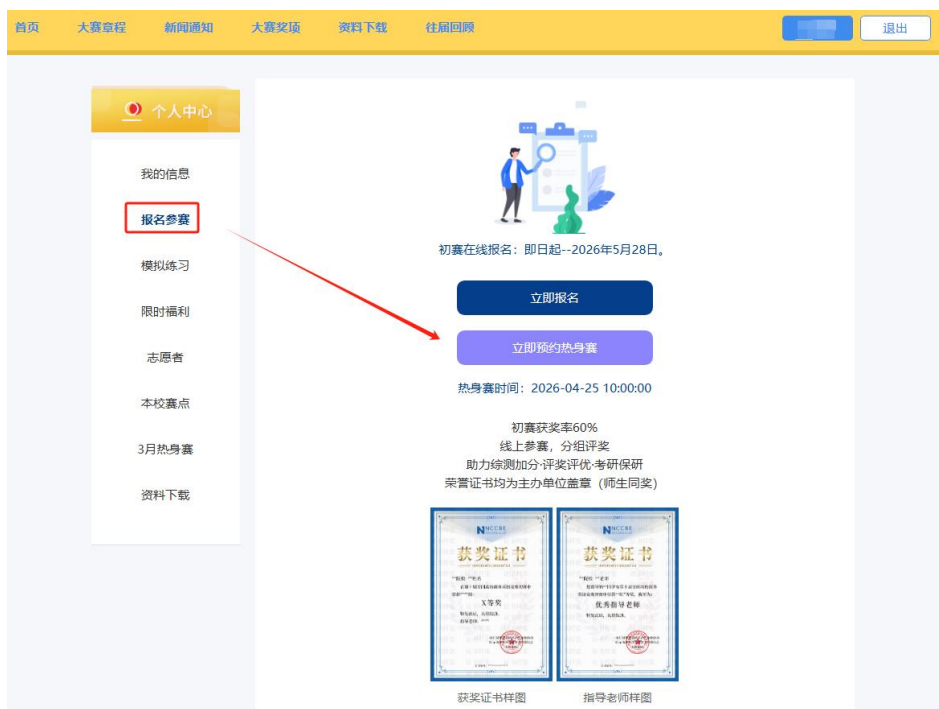 首页 大赛章程 新闻通知 大赛奖项 资料下载 往届回顾 退出
个人中心
我的信息
报名参赛
模拟练习
限时福利
志愿者
本校赛点
3月热身赛
资料下载
初赛在线报名：即日起--2026年5月28日。
立即报名
立即预约热身赛
热身赛时间：2026-04-25 10:00:00
初赛获奖率60%
线上参赛，分组评奖
助力综测加分·评奖评优·考研保研
荣誉证书均为主办单位盖章（师生同奖）
NCCBE
获奖证书
X等奖
NCCBE
获奖证书
优秀指导老师
获奖证书样图 指导老师样图